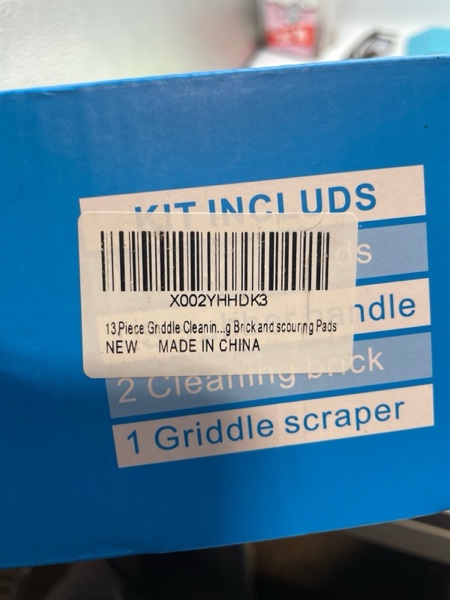 KIT INCLUDS
ds
X002YHHDK3
handle
13 Piece Griddle Cleanin...g Brick and scouring Pads
NEW MADE IN CHINA
2 Cleaning brick
1 Griddle scraper